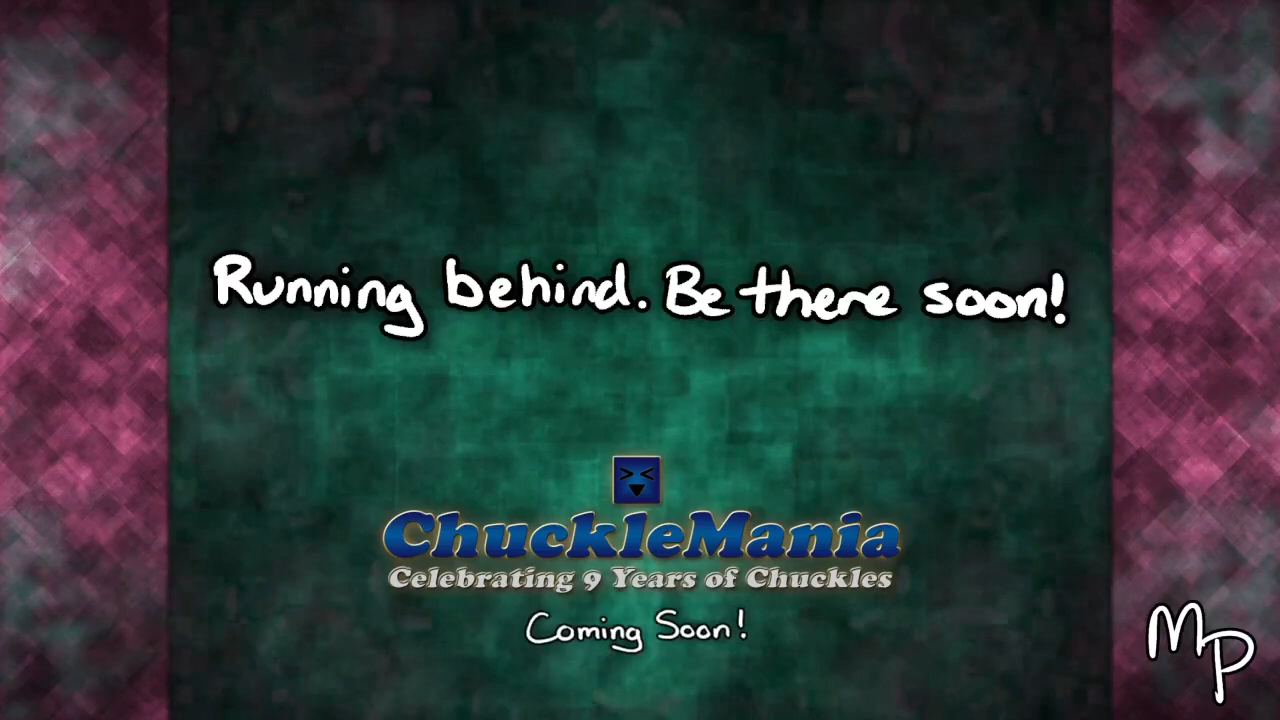 Running behind. Be there soon!
ChuckleMania
Celebrating 9 Years of Chuckles
Coming Soon!
MP